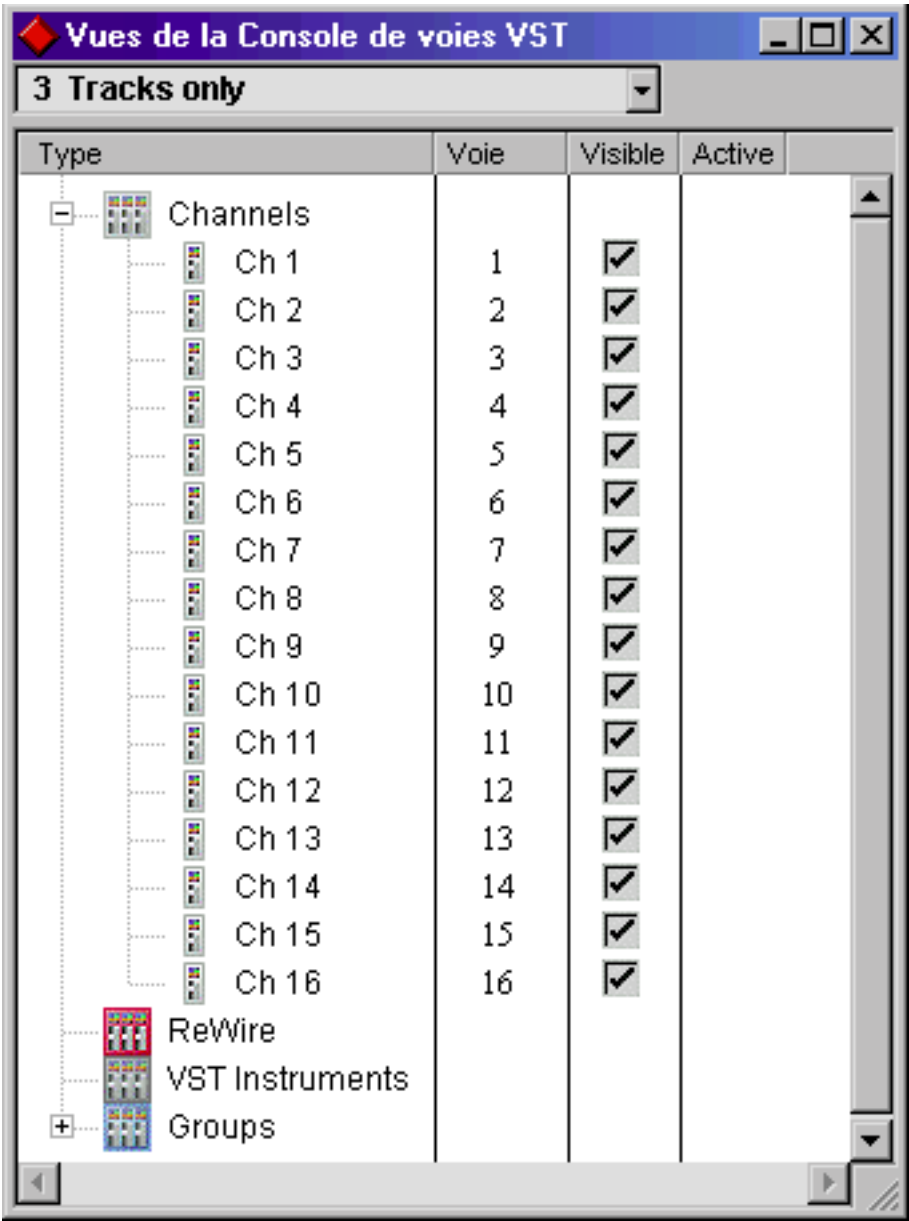 Vues de la Console de voies VST
3 Tracks only
Type Voie Visible Active
Channels
Ch 1 1
Ch 2 2
Ch 3 3
Ch 4 4
Ch 5 5
Ch 6 6
Ch 7 7
Ch 8 8
Ch 9 9
Ch 10 10
Ch 11 11
Ch 12 12
Ch 13 13
Ch 14 14
Ch 15 15
Ch 16 16
ReWire
VST Instruments
Groups